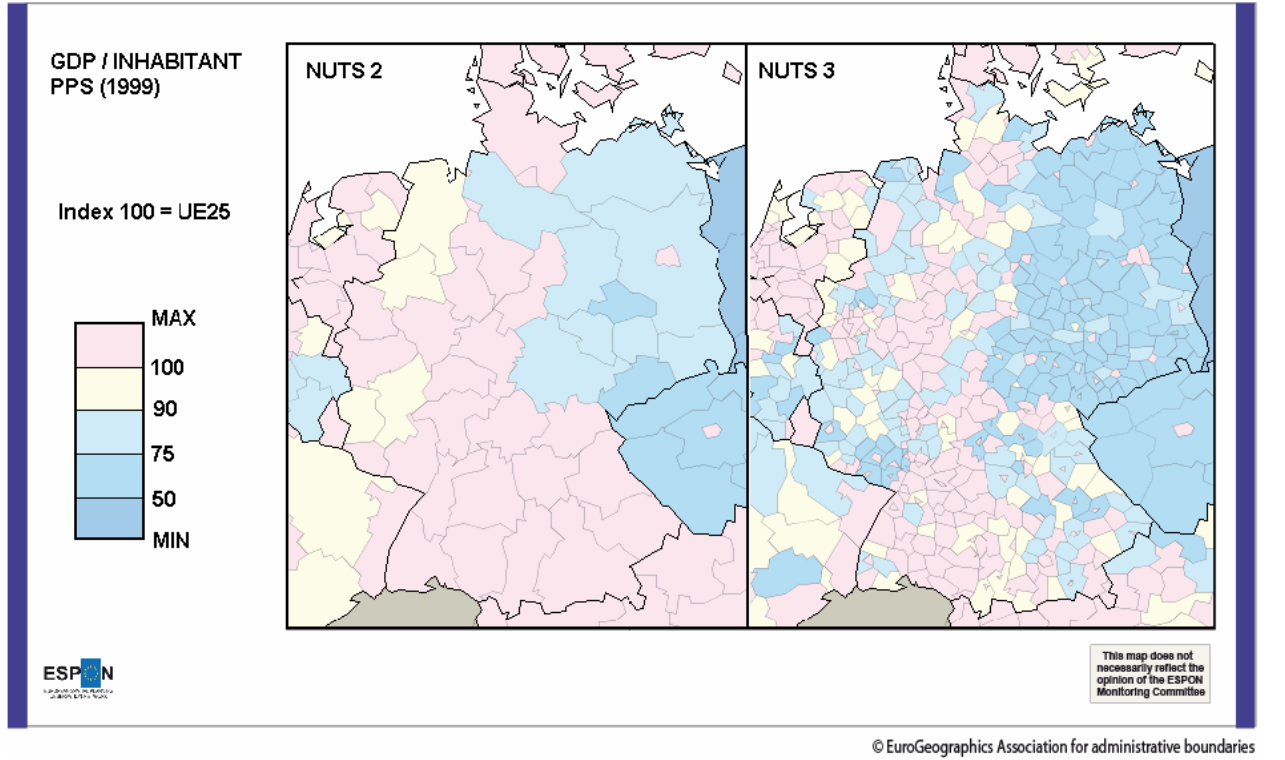 GDP / INHABITANT
PPS (1999)
NUTS 2
NUTS 3
Index 100 = UE25
MAX
100
90
75
50
MIN
ESPON
This map does not
necessarily reflect the
opinion of the ESPON
Monitoring Committee
© EuroGeographics Association for administrative boundaries